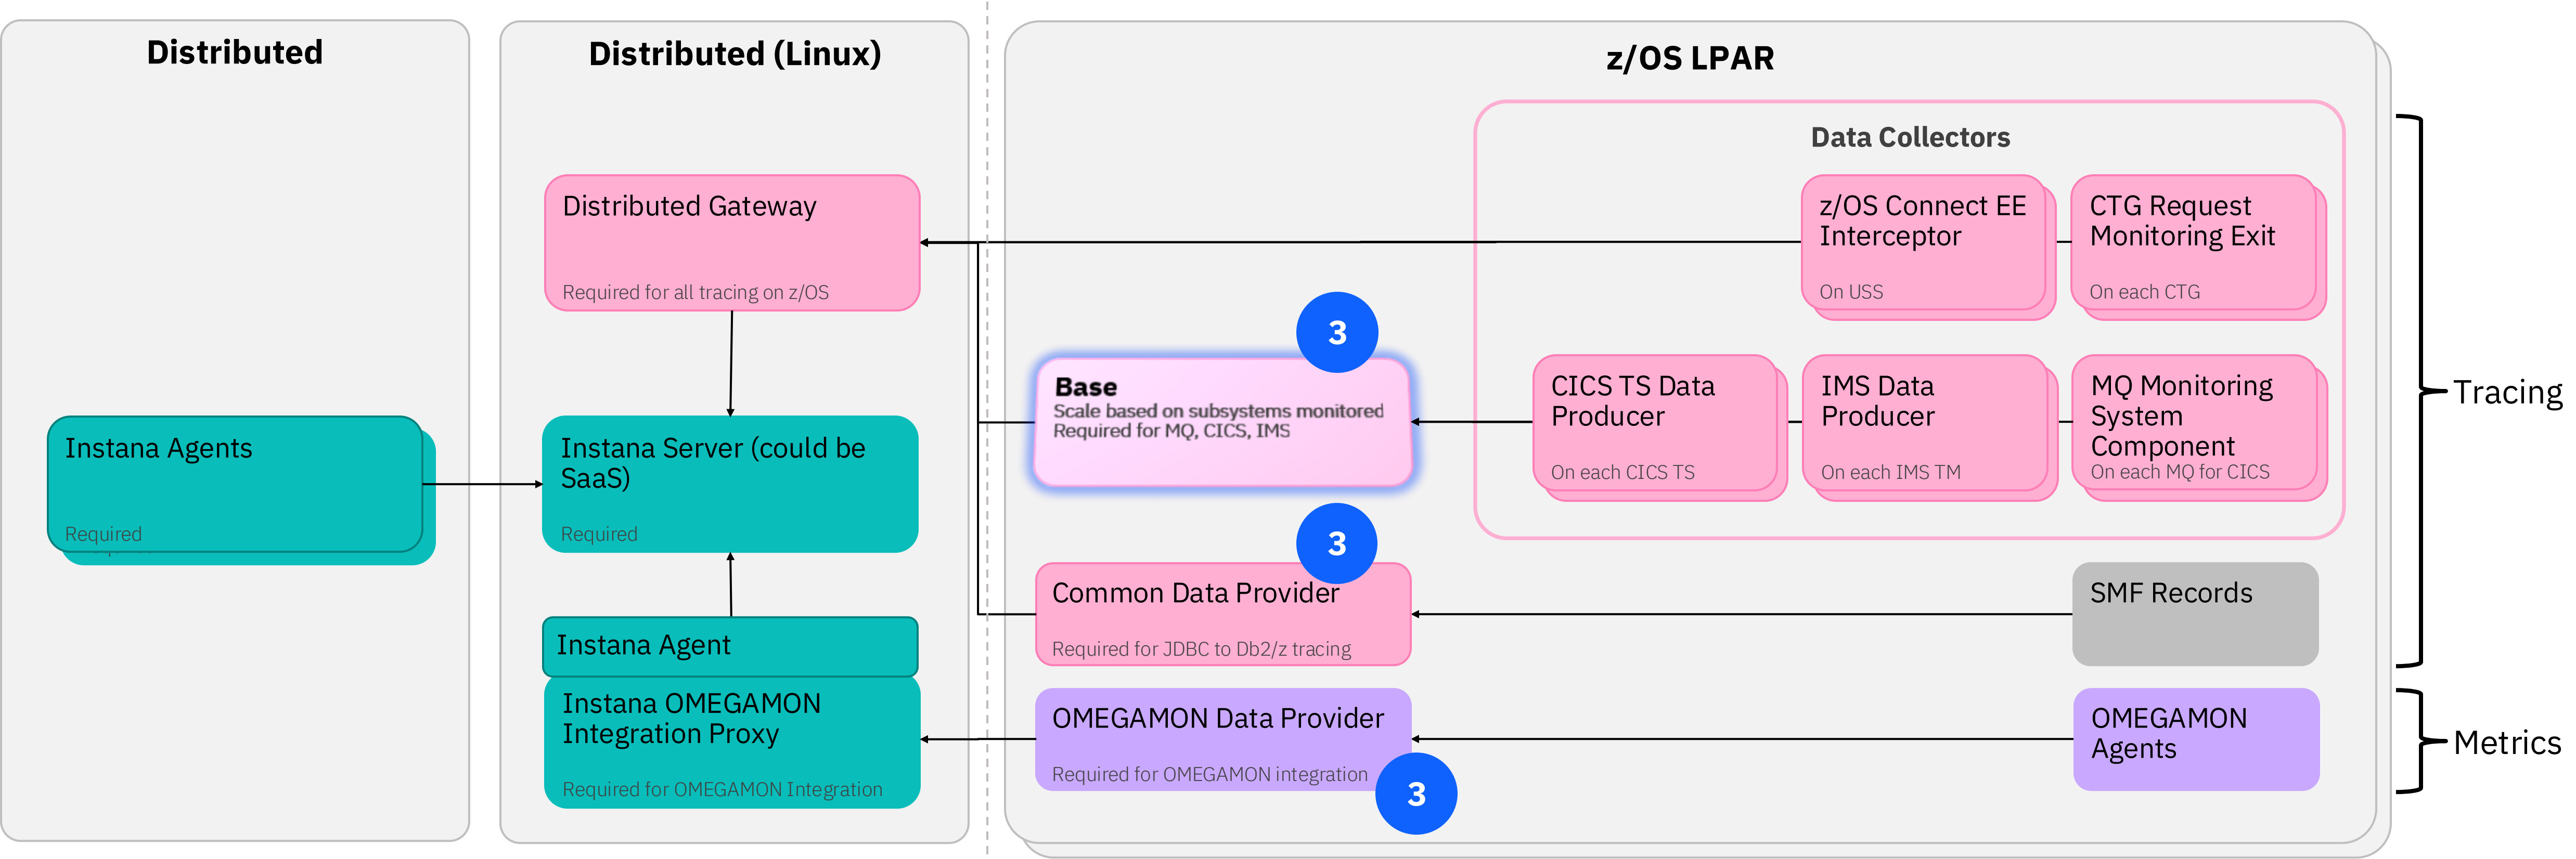 Distributed
Distributed (Linux)
z/OS LPAR
Data Collectors
Distributed Gateway
Required for all tracing on z/OS
z/OS Connect EE
Interceptor
On USS
CTG Request
Monitoring Exit
On each CTG
3
Base
Scale based on subsystems monitored
Required for MQ, CICS, IMS
CICS TS Data
Producer
On each CICS TS
IMS Data
Producer
On each IMS TM
MQ Monitoring
System
Component
On each MQ for CICS
Tracing
Instana Agents
Required
Instana Server (could be
SaaS)
Required
3
Common Data Provider
Required for JDBC to Db2/z tracing
SMF Records
Instana Agent
Instana OMEGAMON
Integration Proxy
Required for OMEGAMON Integration
OMEGAMON Data Provider
Required for OMEGAMON integration
3
OMEGAMON
Agents
Metrics